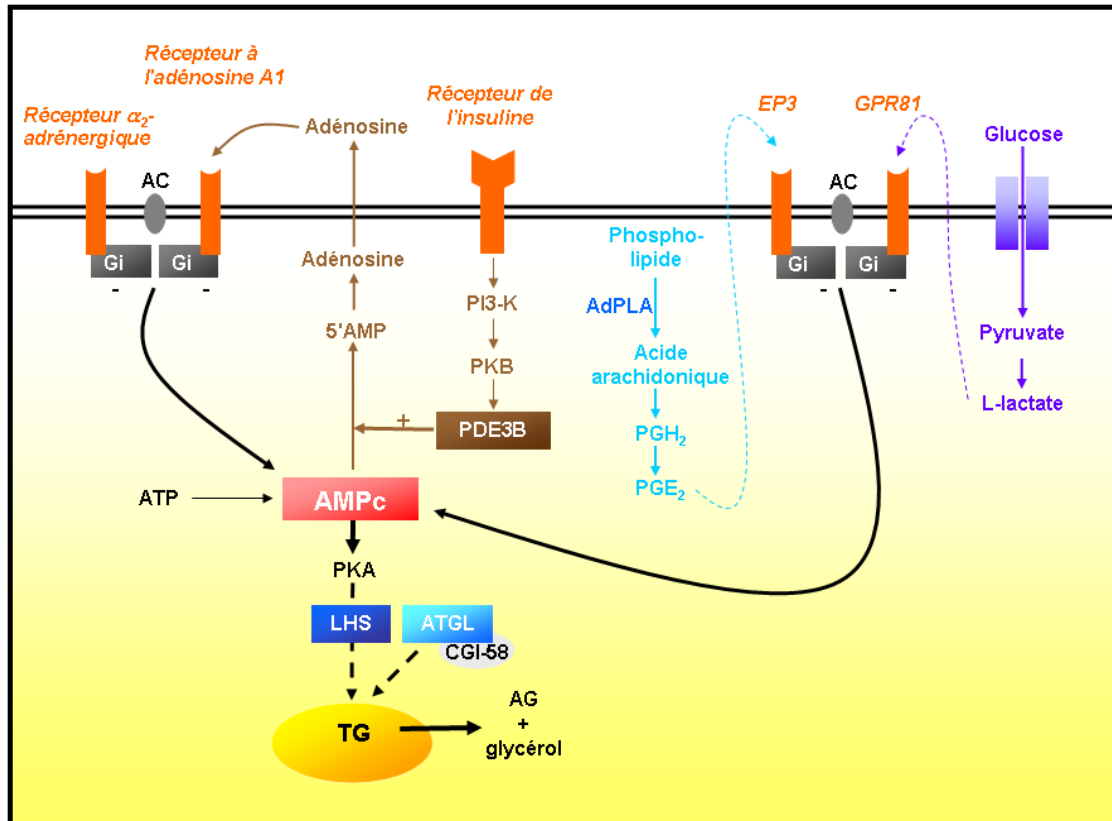 Récepteur à
l'adénosine A1
Récepteur α₂-
adrénergique
Récepteur de
l'insuline
EP3
GPR81
Adénosine
Glucose
AC
AC
Phospho-
lipide
Gi
Gi
Adénosine
Gi
Gi
-
-
-
-
PI3-K
AdPLA
5'AMP
Pyruvate
Acide
arachidonique
PKB
L-lactate
+
PDE3B
PGH₂
PGE₂
ATP
AMPc
PKA
LHS
ATGL
CGI-58
AG
+
glycérol
TG